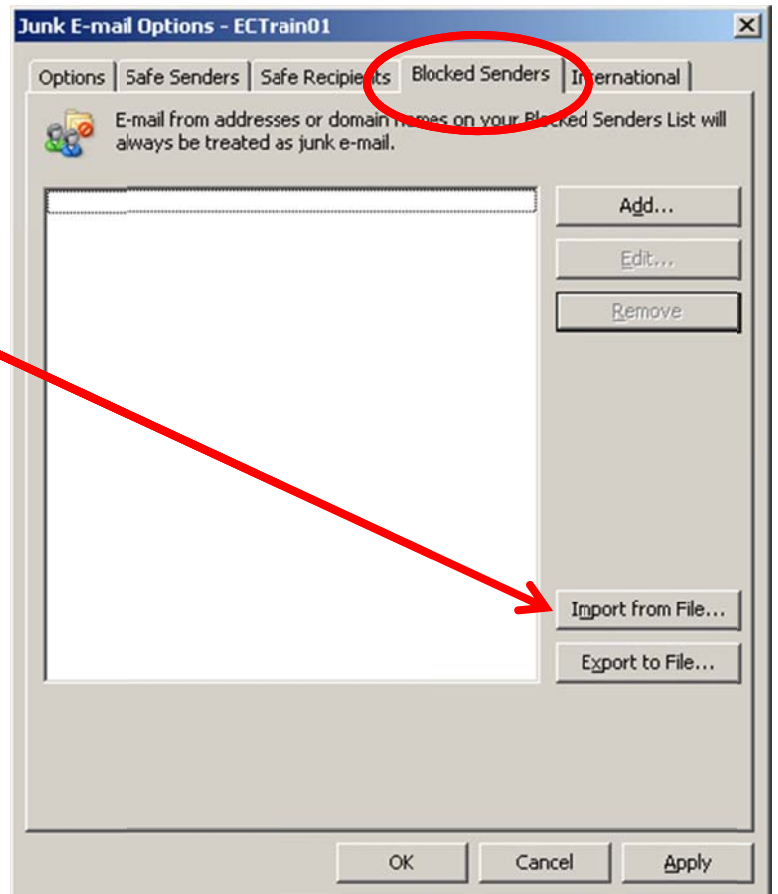 Junk E-mail Options - ECTrain01
Options Safe Senders Safe Recipients Blocked Senders International
E-mail from addresses or domain names on your Blocked Senders List will
always be treated as junk e-mail.
Add...
Edit...
Remove
Import from File...
Export to File...
OK Cancel Apply